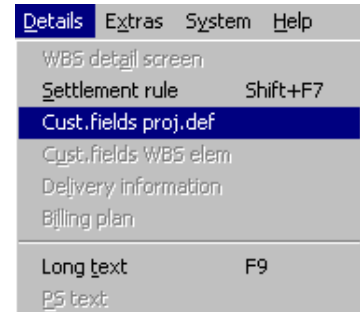 Details Extras System Help
WBS detail screen
Settlement rule Shift+F7
Cust.fields proj.def
Cust.fields WBS elem
Delivery information
Billing plan
Long text F9
PS text